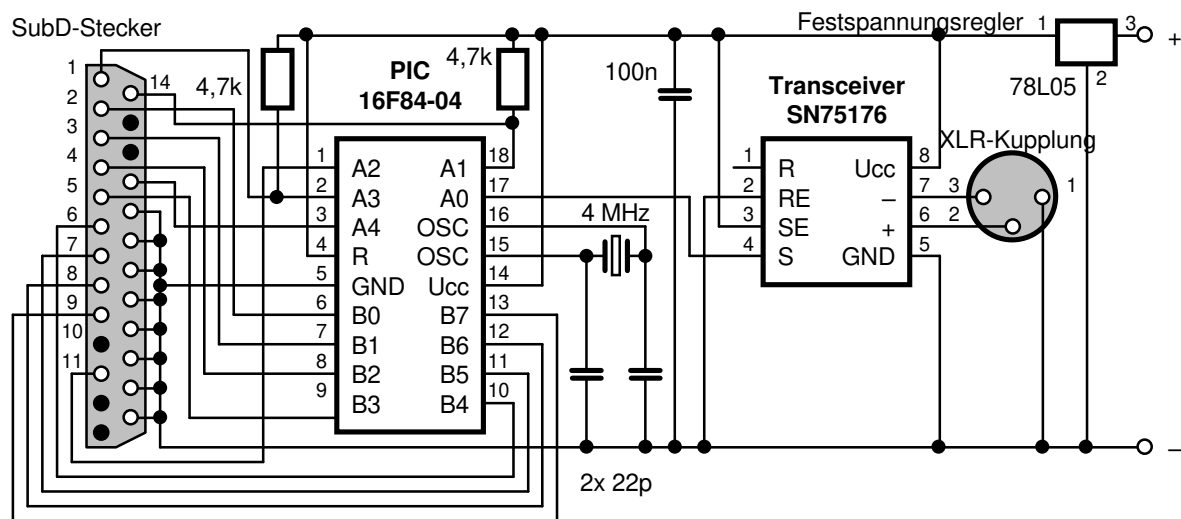 SubD-Stecker
Festspannungsregler
1
3
+
2
78L05
1
14
2
3
4
5
6
7
8
9
10
11
4,7k
PIC
16F84-04
4,7k
100n
Transceiver
SN75176
XLR-Kupplung
1 A2
2 A3
3 A4
4 R
5 GND
6 B0
7 B1
8 B2
9 B3
A1 18
A0 17
OSC 16
OSC 15
Ucc 14
B7 13
B6 12
B5 11
B4 10
4 MHz
1 R
2 RE
3 SE
4 S
Ucc 8
– 7
+ 6
GND 5
3
2
1
2x 22p
–